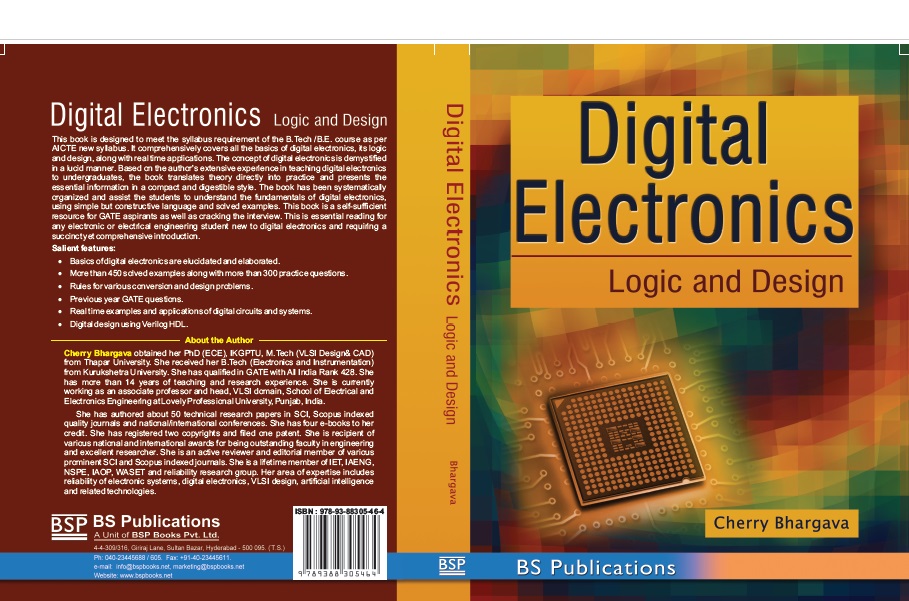 Digital Electronics Logic and Design
This book is designed to meet the syllabus requirement of the B.Tech /B.E. course as per
AICTE new syllabus. It comprehensively covers all the basics of digital electronics, its logic
and design, along with real time applications. The concept of digital electronics is demystified
in a lucid manner. Based on the author's extensive experience in teaching digital electronics
to undergraduates, the book translates theory directly into practice and presents the
essential information in a compact and digestible style. The book has been systematically
organized and assist the students to understand the fundamentals of digital electronics,
using simple but constructive language and solved examples. This book is a self-sufficient
resource for GATE aspirants as well as cracking the interview. This is essential reading for
any electronic or electrical engineering student new to digital electronics and requiring a
succinct yet comprehensive introduction.
Salient features:
• Basics of digital electronics are elucidated and elaborated.
• More than 450 solved examples along with more than 300 practice questions.
• Rules for various conversion and design problems.
• Previous year GATE questions.
• Real time examples and applications of digital circuits and systems.
• Digital design using Verilog HDL.
About the Author
Cherry Bhargava obtained her PhD (ECE), IKGPTU, M.Tech (VLSI Design& CAD)
from Thapar University. She received her B.Tech (Electronics and Instrumentation)
from Kurukshetra University. She has qualified in GATE with All India Rank 428. She
has more than 14 years of teaching and research experience. She is currently
working as an associate professor and head, VLSI domain, School of Electrical and
Electronics Engineering at Lovely Professional University, Punjab, India.
She has authored about 50 technical research papers in SCI, Scopus indexed
quality journals and national/international conferences. She has four e-books to her
credit. She has registered two copyrights and filed one patent. She is recipient of
various national and international awards for being outstanding faculty in engineering
and excellent researcher. She is an active reviewer and editorial member of various
prominent SCI and Scopus indexed journals. She is a lifetime member of IET, IAENG,
NSPE, IAOP, WASET and reliability research group. Her area of expertise includes
reliability of electronic systems, digital electronics, VLSI design, artificial intelligence
and related technologies.
BSP BS Publications
A Unit of BSP Books Pvt. Ltd.
4-4-309/316, Giriraj Lane, Sultan Bazar, Hyderabad - 500 095. (T.S.)
Ph: 040-23445688 / 605. Fax: +91-40-23445611.
e-mail: info@bspbooks.net, marketing@bspbooks.net
Website: www.bspbooks.net
ISBN : 978-93-88305-46-4
9 789388 305464
Digital Electronics Logic and Design
Bhargava
BSP
Digital
Electronics
Logic and Design
Cherry Bhargava
BS Publications